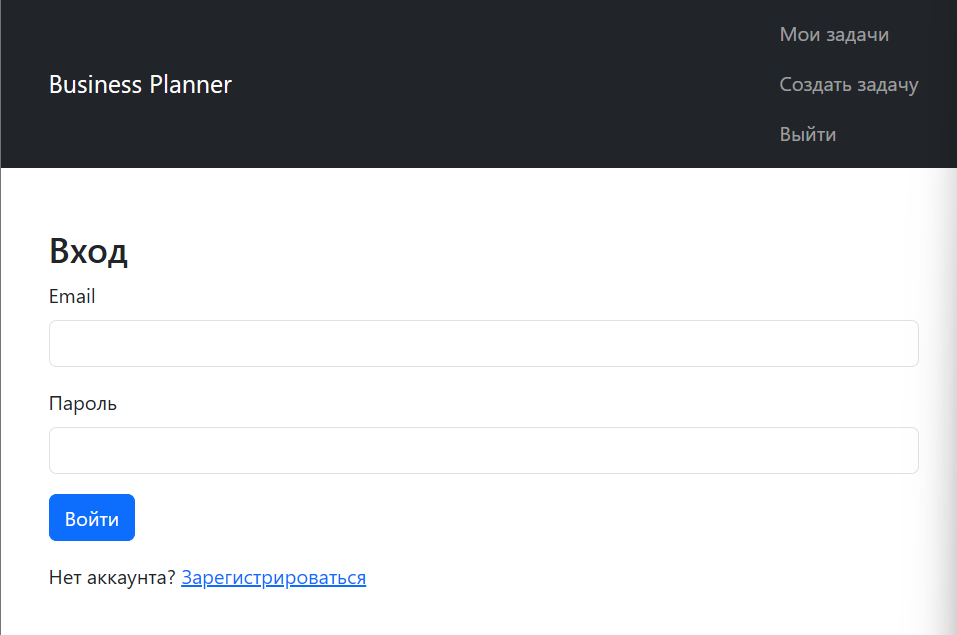 Business Planner
Мои задачи
Создать задачу
Выйти
Вход
Email
Пароль
Войти
Нет аккаунта? Зарегистрироваться